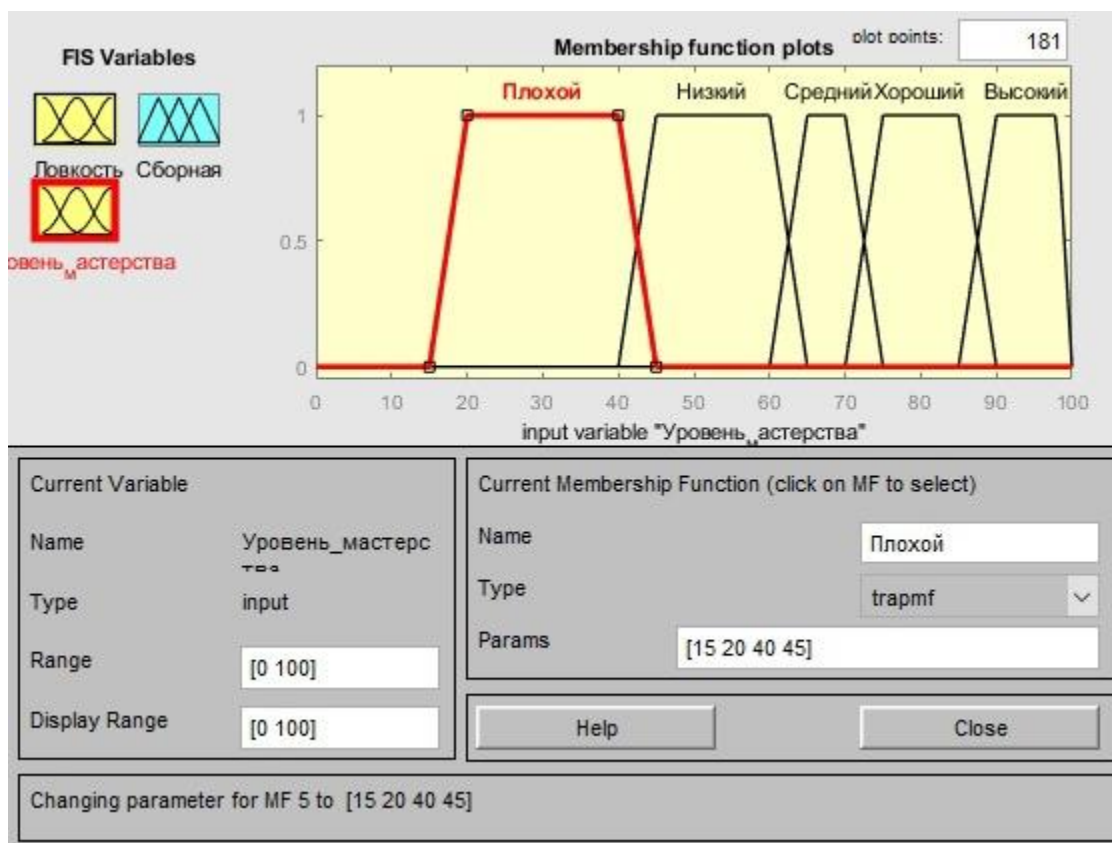 FIS Variables
Membership function plots
plot points:
181
Ловкость
Сборная
овень_мастерства
Плохой
Низкий
Средний
Хороший
Высокий
1
0.5
0
0 10 20 30 40 50 60 70 80 90 100
input variable "Уровень_мастерства"
Current Variable
Name
Уровень_мастерс
тва
Type
input
Range
[0 100]
Display Range
[0 100]
Current Membership Function (click on MF to select)
Name
Плохой
Type
trapmf
Params
[15 20 40 45]
Help
Close
Changing parameter for MF 5 to [15 20 40 45]